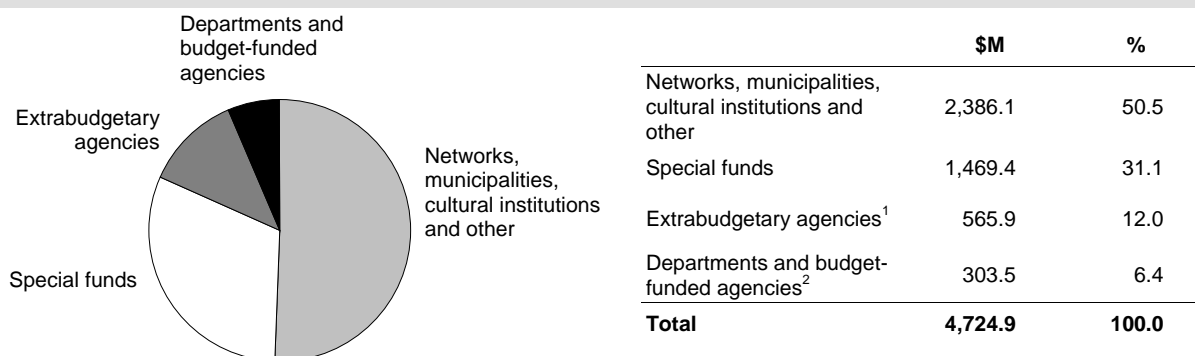 Departments and
budget-funded
agencies
Extrabudgetary
agencies
Networks,
municipalities,
cultural institutions
and other
Special funds
$M %
Networks, municipalities,
cultural institutions and
other 2,386.1 50.5
Special funds 1,469.4 31.1
Extrabudgetary agencies1 565.9 12.0
Departments and budget-
funded agencies2 303.5 6.4
Total 4,724.9 100.0